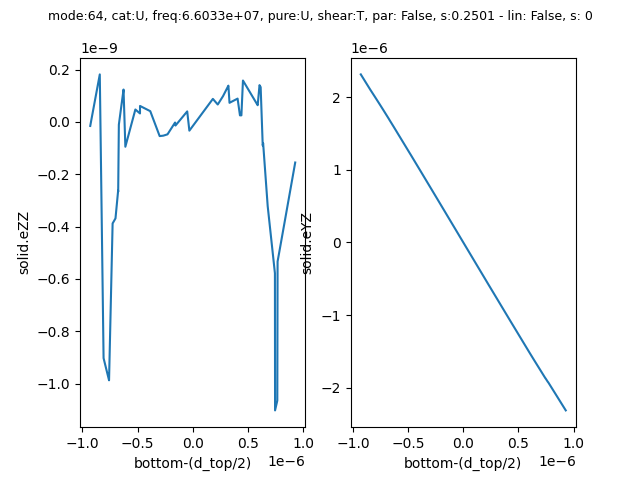 mode:64, cat:U, freq:6.6033e+07, pure:U, shear:T, par: False, s:0.2501 - lin: False, s: 0
1e−9
0.2
0.0
−0.2
−0.4
−0.6
−0.8
−1.0
solid.eZZ
−1.0 −0.5 0.0 0.5 1.0
bottom-(d_top/2) 1e−6
1e−6
2
1
0
−1
−2
solid.eYZ
−1.0 −0.5 0.0 0.5 1.0
bottom-(d_top/2) 1e−6